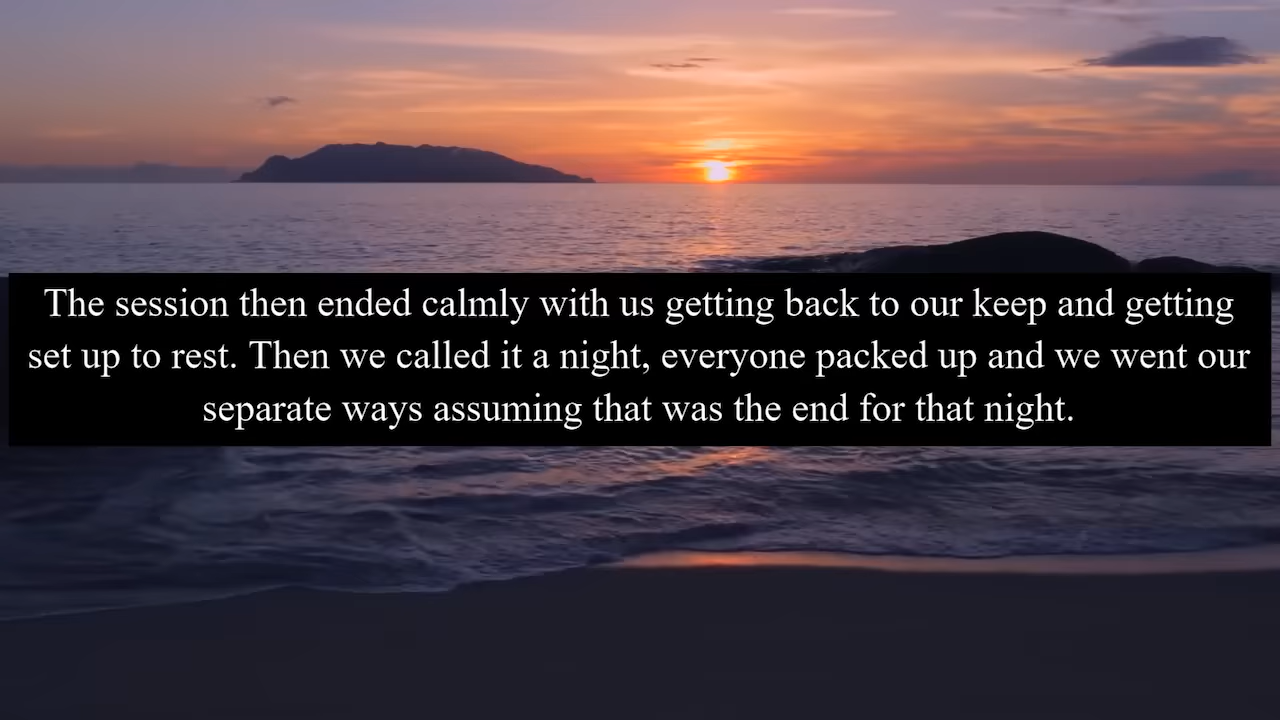 The session then ended calmly with us getting back to our keep and getting
set up to rest. Then we called it a night, everyone packed up and we went our
separate ways assuming that was the end for that night.